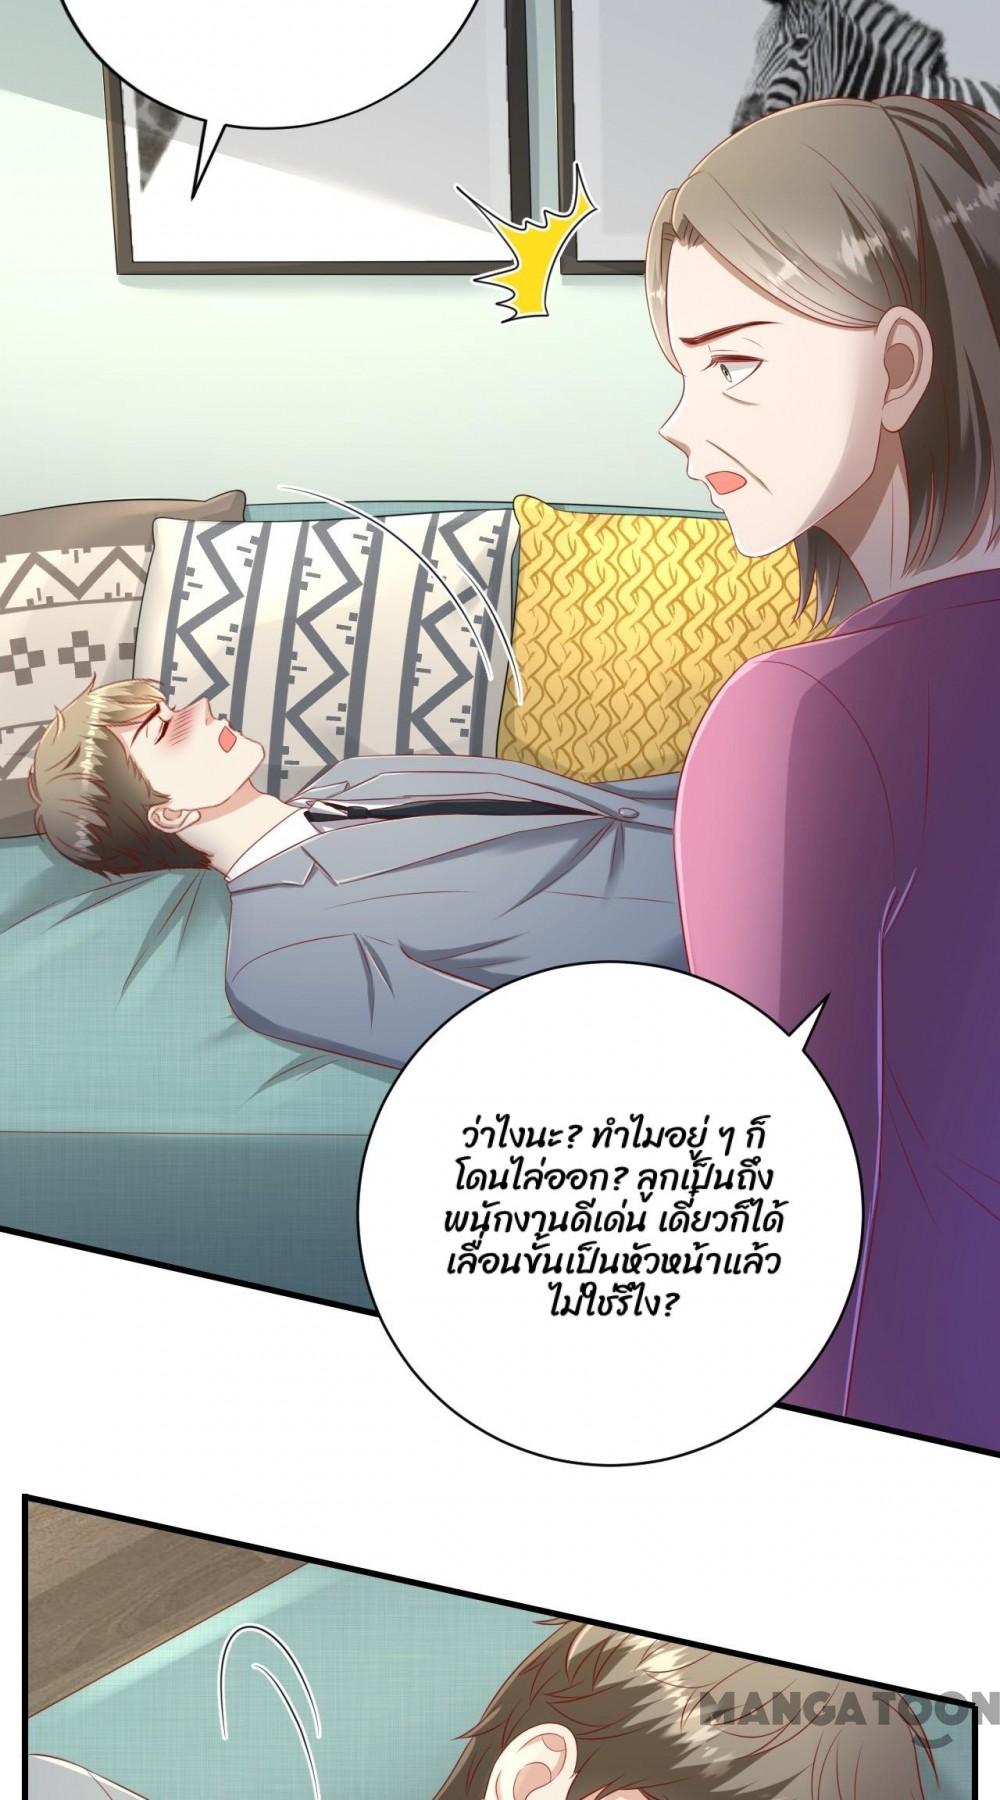 ว่าไงนะ? ทำไมอยู่ ๆ ก็
โดนไล่ออก? ลูกเป็นถึง
พนักงานดีเด่น เดี๋ยวก็ได้
เลื่อนขั้นเป็นหัวหน้าแล้ว
ไม่ใช่รึไง?
MANGATOON